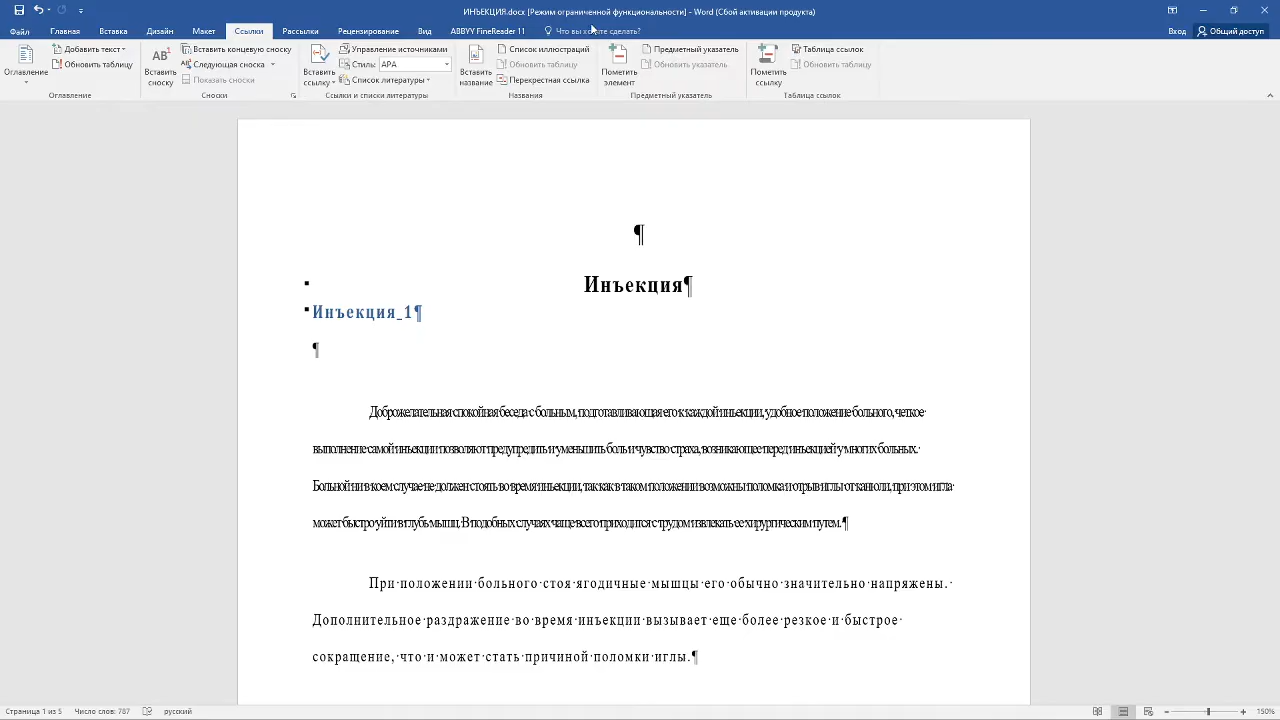 ИНЪЕКЦИЯ.docx [Режим ограниченной функциональности] - Word (Сбой активации продукта)
Файл Главная Вставка Дизайн Макет Ссылки Рассылки Рецензирование Вид ABBYY FineReader 11 Что вы хотите сделать? Вход Общий доступ
Оглавление
Добавить текст
Обновить таблицу
Оглавление
AB¹ Вставить сноску
Вставить концевую сноску
Следующая сноска
Показать сноски
Сноски
Вставить ссылку
Управление источниками
Стиль: APA
Список литературы
Ссылки и списки литературы
Вставить название
Список иллюстраций
Обновить таблицу
Перекрестная ссылка
Названия
Пометить элемент
Предметный указатель
Обновить указатель
Предметный указатель
Пометить ссылку
Таблица ссылок
Обновить таблицу
Таблица ссылок
¶
Инъекция¶
Инъекция_1¶
¶
Доброжелательная спокойная беседа с больным, подготавливающая его к каждой инъекции, удобное положение больного, четкое
выполнение самой инъекции позволяют предупредить и уменьшить боль и чувство страха, возникающее перед инъекцией у многих больных.
Больной ни в коем случае не должен стоять во время инъекции, так как в таком положении возможны поломка и отрыв иглы от канюли, при этом игла
может быстро уйти в глубь мышц. В подобных случаях чаще всего приходится с трудом извлекать ее хирургическим путем.¶
При·положении·больного·стоя·ягодичные·мышцы·его·обычно·значительно·напряжены.·
Дополнительное·раздражение·во·время·инъекции·вызывает·еще·более·резкое·и·быстрое·
сокращение,·что·и·может·стать·причиной·поломки·иглы.¶
Страница 1 из 5 Число слов: 787 русский 150%